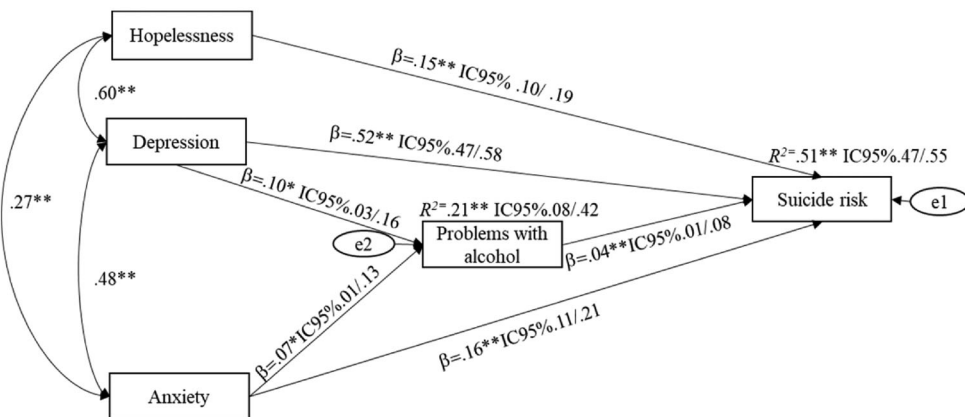 Hopelessness
β=.15** IC95% .10/ .19
.60**
Depression
β=.52** IC95%.47/.58
R²=.51** IC95%.47/.55
Suicide risk
e1
β=.10* IC95%.03/.16
.27**
R²=.21** IC95%.08/.42
e2
Problems with
alcohol
β=.04**IC95%.01/.08
.48**
β=.07*IC95%.01/.13
β=.16**IC95%.11/.21
Anxiety